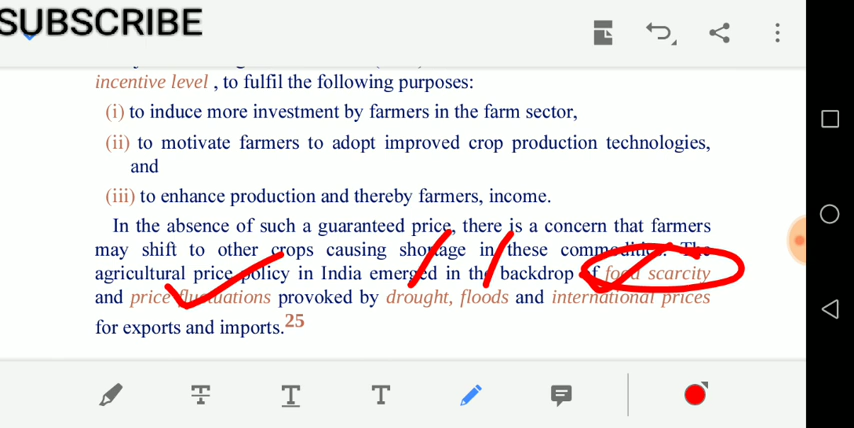 SUBSCRIBE
incentive level , to fulfil the following purposes:
(i) to induce more investment by farmers in the farm sector,
(ii) to motivate farmers to adopt improved crop production technologies,
and
(iii) to enhance production and thereby farmers, income.
In the absence of such a guaranteed price, there is a concern that farmers
may shift to other crops causing shortage in these commodities. The
agricultural price policy in India emerged in the backdrop of food scarcity
and price fluctuations provoked by drought, floods and international prices
for exports and imports.25